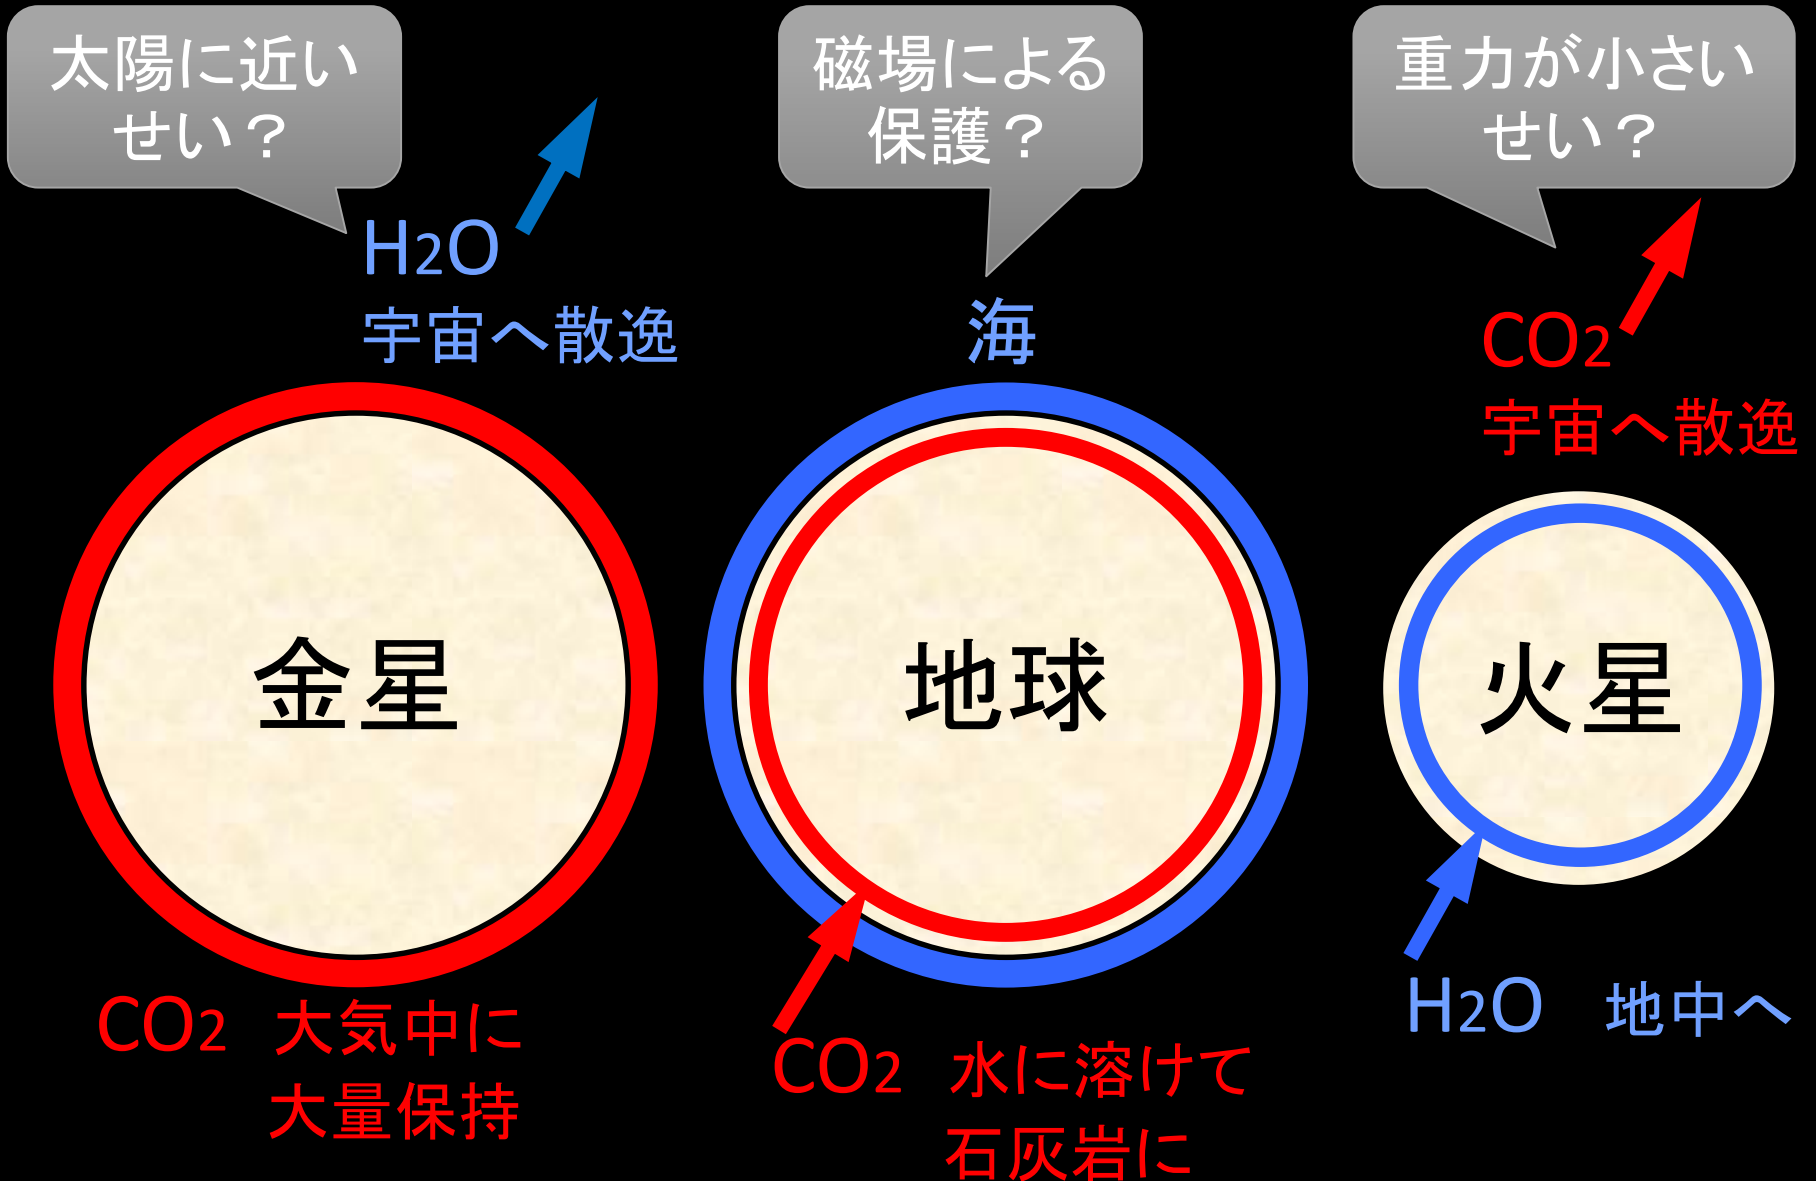 太陽に近い
せい？
H2O
宇宙へ散逸
金星
CO2 大気中に
大量保持
磁場による
保護？
海
地球
CO2 水に溶けて
石灰岩に
重力が小さい
せい？
CO2
宇宙へ散逸
火星
H2O 地中へ